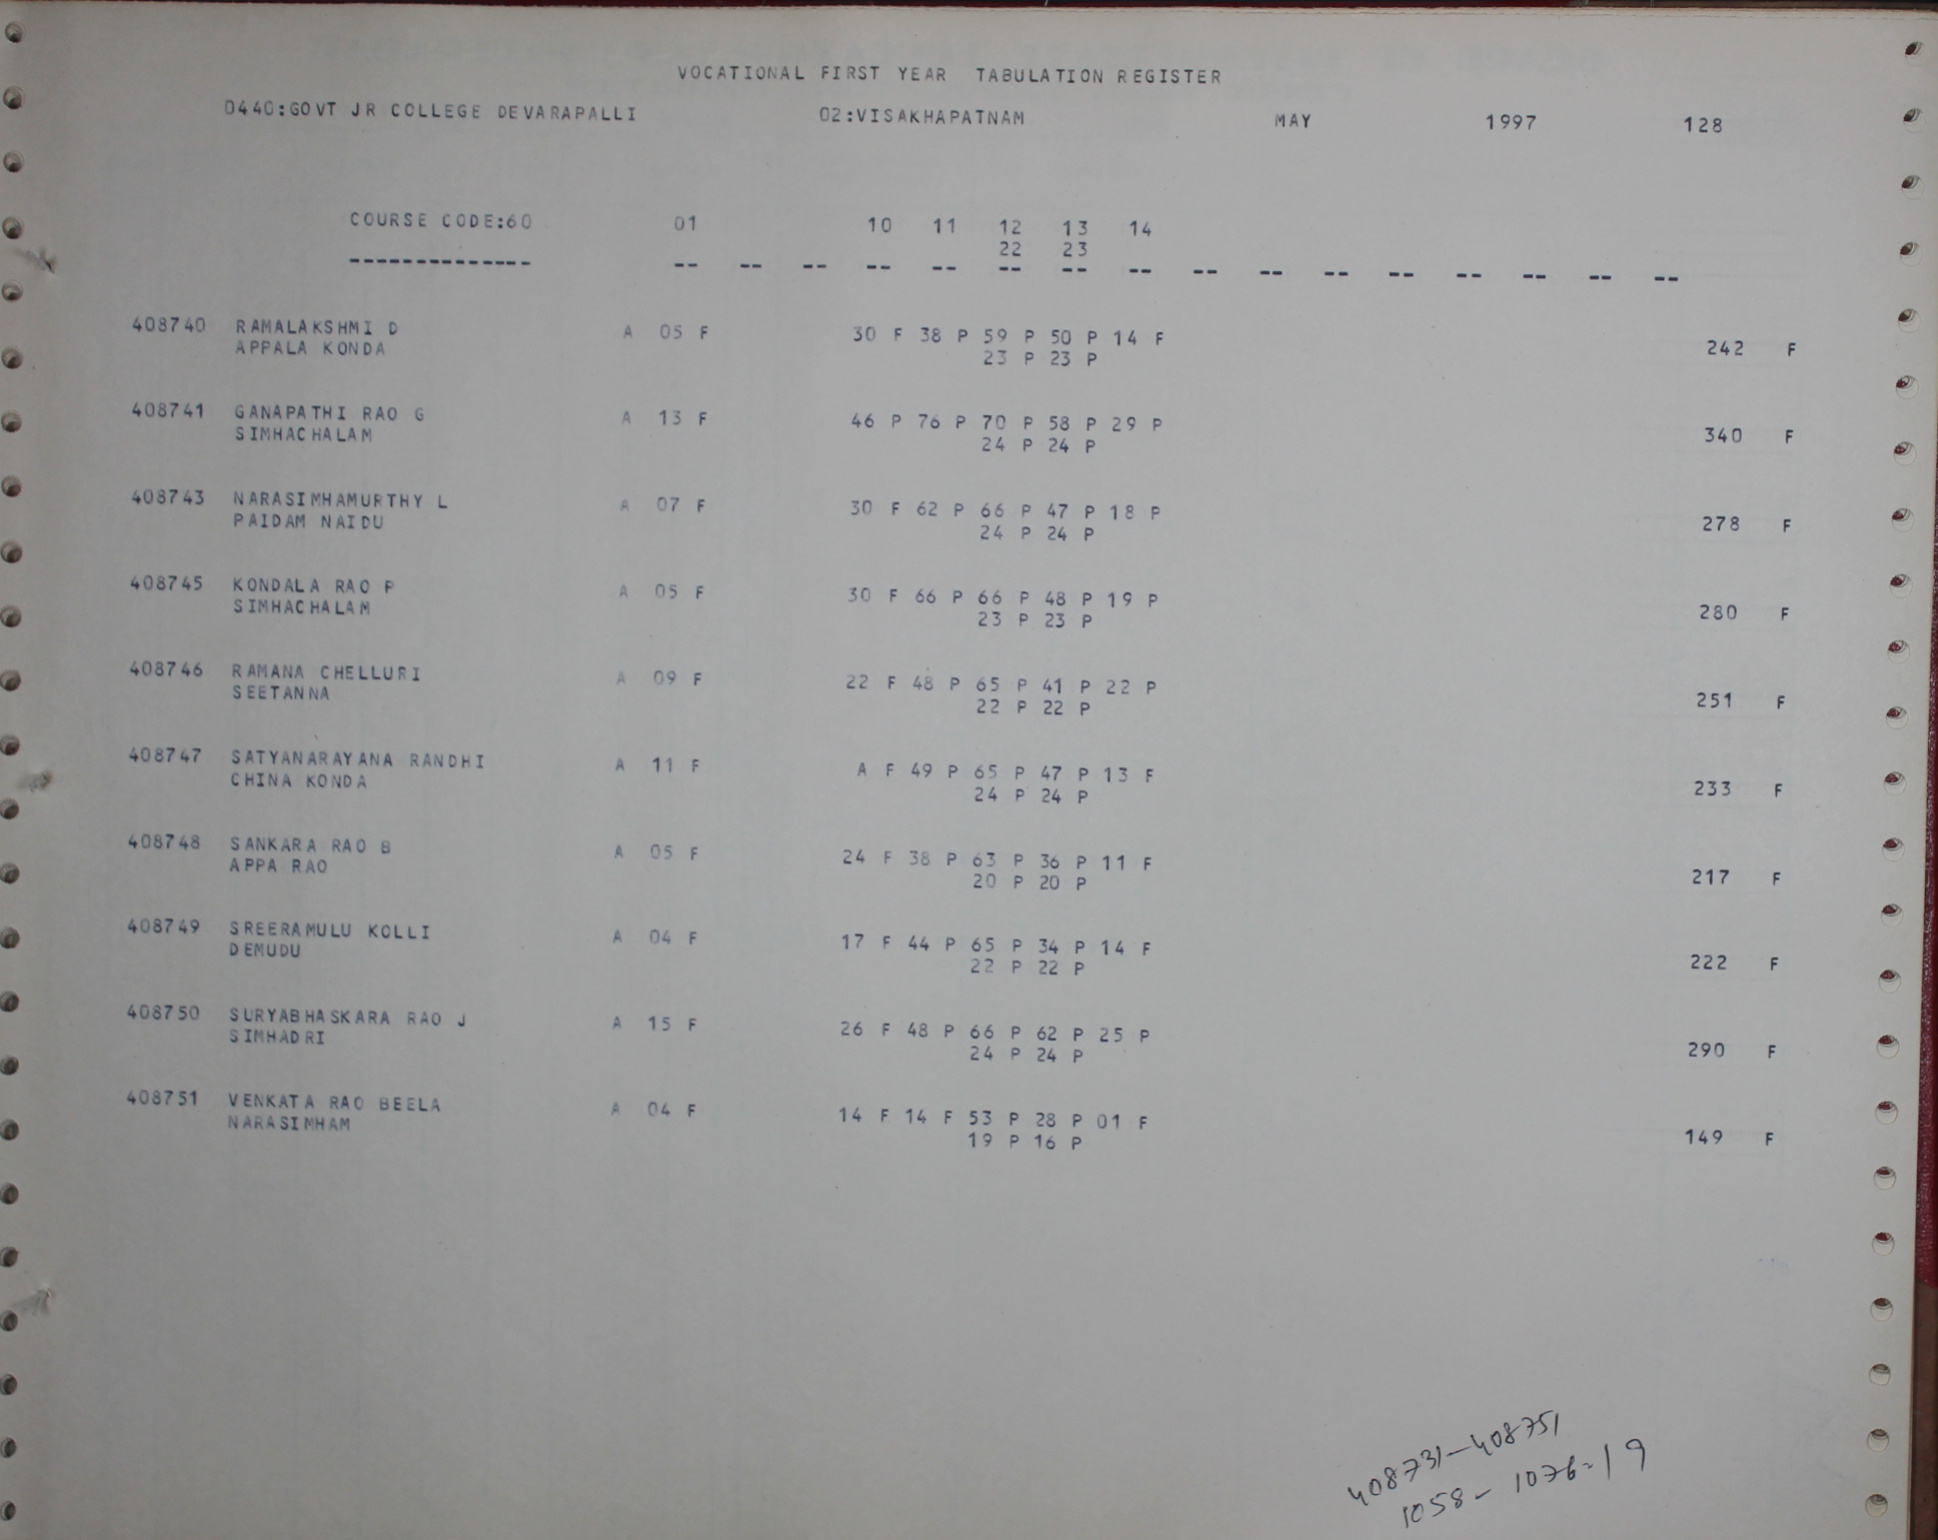 VOCATIONAL FIRST YEAR TABULATION REGISTER
0440:GOVT JR COLLEGE DEVARAPALLI 02:VISAKHAPATNAM MAY 1997 128
COURSE CODE:60 01 10 11 12 13 14
22 23
-------------- -- -- -- -- -- -- -- -- -- -- -- -- -- -- -- --
408740 RAMALAKSHMI D A 05 F 30 F 38 P 59 P 50 P 14 F
APPALA KONDA 23 P 23 P 242 F
408741 GANAPATHI RAO G A 13 F 46 P 76 P 70 P 58 P 29 P
SIMHACHALAM 24 P 24 P 340 F
408743 NARASIMHAMURTHY L A 07 F 30 F 62 P 66 P 47 P 18 P
PAIDAM NAIDU 24 P 24 P 278 F
408745 KONDALA RAO P A 05 F 30 F 66 P 66 P 48 P 19 P
SIMHACHALAM 23 P 23 P 280 F
408746 RAMANA CHELLURI A 09 F 22 F 48 P 65 P 41 P 22 P
SEETANNA 22 P 22 P 251 F
408747 SATYANARAYANA RANDHI A 11 F A F 49 P 65 P 47 P 13 F
CHINA KONDA 24 P 24 P 233 F
408748 SANKARA RAO B A 05 F 24 F 38 P 63 P 36 P 11 F
APPA RAO 20 P 20 P 217 F
408749 SREERAMULU KOLLI A 04 F 17 F 44 P 65 P 34 P 14 F
DEMUDU 22 P 22 P 222 F
408750 SURYABHASKARA RAO J A 15 F 26 F 48 P 66 P 62 P 25 P
SIMHADRI 24 P 24 P 290 F
408751 VENKATA RAO BEELA A 04 F 14 F 14 F 53 P 28 P 01 F
NARASIMHAM 19 P 16 P 149 F
408731-408751
1058-1076=19